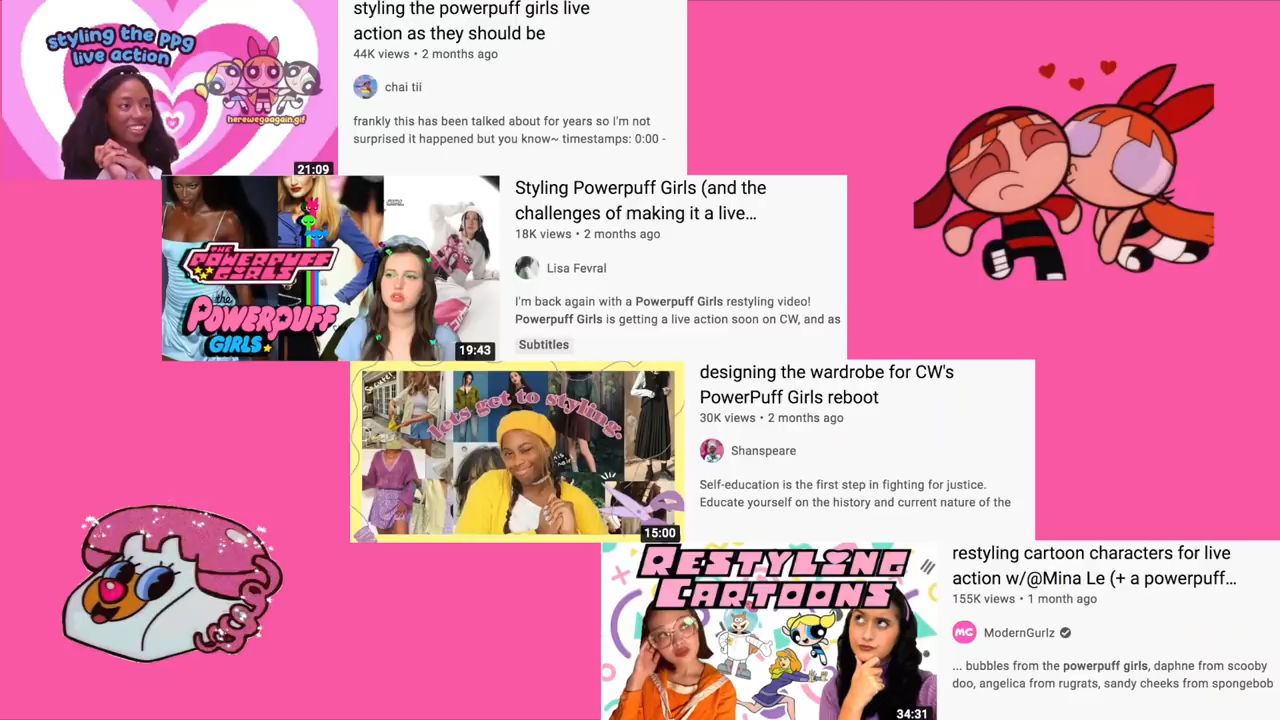 styling the ppg
live action
herewegoagain.gif
21:09
styling the powerpuff girls live
action as they should be
44K views • 2 months ago
chai tii
frankly this has been talked about for years so I'm not
surprised it happened but you know~ timestamps: 0:00 -
THE
POWERPUFF
GIRLS
the
POWERPUFF
GIRLS
19:43
Styling Powerpuff Girls (and the
challenges of making it a live...
18K views • 2 months ago
Lisa Fevral
I'm back again with a Powerpuff Girls restyling video!
Powerpuff Girls is getting a live action soon on CW, and as
Subtitles
lets get to styling.
15:00
designing the wardrobe for CW's
PowerPuff Girls reboot
30K views • 2 months ago
Shanspeare
Self-education is the first step in fighting for justice.
Educate yourself on the history and current nature of the
RESTYLING
CARTOONS
34:31
restyling cartoon characters for live
action w/@Mina Le (+ a powerpuff...
155K views • 1 month ago
MG
ModernGurlz
... bubbles from the powerpuff girls, daphne from scooby
doo, angelica from rugrats, sandy cheeks from spongebob